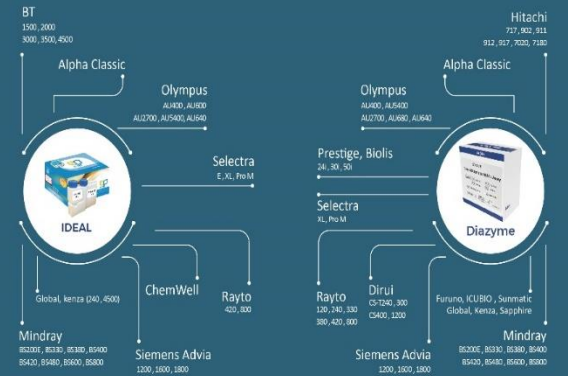 BT
1500, 2000
3000, 3500, 4500
Alpha Classic
Olympus
AU400, AU600
AU2700, AU5400, AU640
Selectra
E, XL, Pro M
IDEAL
Global, kenza (240, 4500)
ChemWell
Rayto
420, 800
Mindray
BS200E, BS330, BS380, BS400
BS420, BS480, BS600, BS800
Siemens Advia
1200, 1600, 1800
Hitachi
717, 902, 911
912, 917, 7020, 7180
Alpha Classic
Olympus
AU400, AU5400
AU2700, AU680, AU640
Prestige, Biolis
24i, 30i, 50i
Selectra
XL, Pro M
Diazyme
Rayto
120, 240, 330
380, 420, 800
Dirui
CS-T240, 300
CS400, 1200
Furuno, ICUBIO, Sunmatic
Global, Kenza, Sapphire
Siemens Advia
1200, 1600, 1800
Mindray
BS200E, BS330, BS380, BS400
BS420, BS480, BS600, BS800